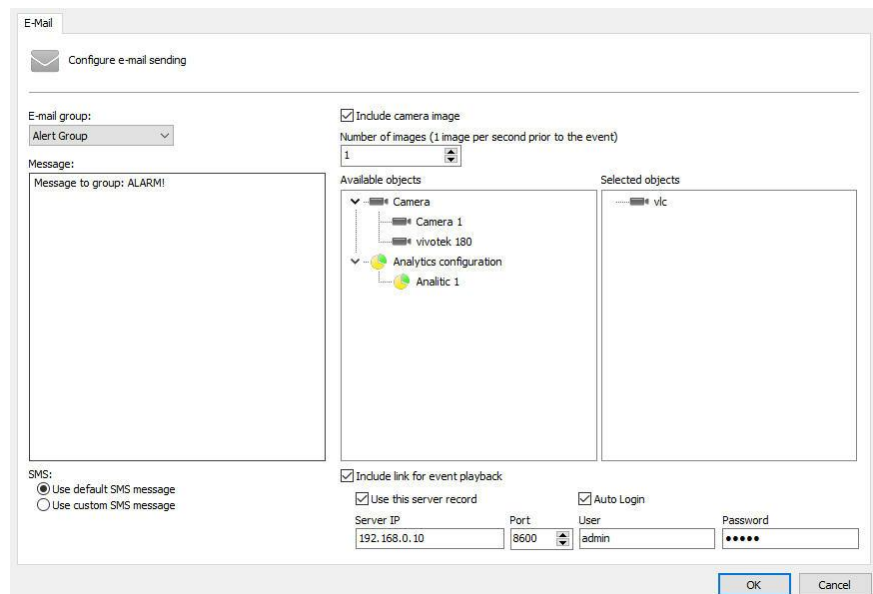 E-Mail
Configure e-mail sending
E-mail group:
Alert Group
Message:
Message to group: ALARM!
SMS:
Use default SMS message
Use custom SMS message
Include camera image
Number of images (1 image per second prior to the event)
1
Available objects
Camera
Camera 1
vivotek 180
Analytics configuration
Analitic 1
Selected objects
vlc
Include link for event playback
Use this server record
Auto Login
Server IP
Port
User
Password
192.168.0.10
8600
admin
●●●●●
OK
Cancel